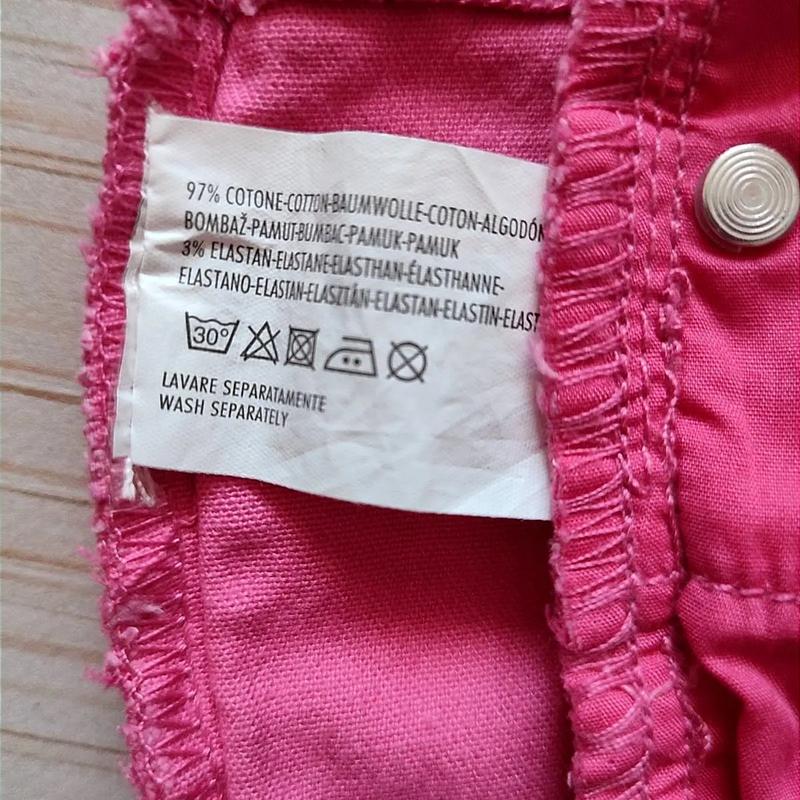 97% COTONE-COTTON-BAUMWOLLE-COTON-ALGODÓN
BOMBAŽ-PAMUT-BUMBAC-PAMUK-PAMUK
3% ELASTAN-ELASTANE-ELASTHAN-ÉLASTHANNE-
ELASTANO-ELASTAN-ELASZTÁN-ELASTAN-ELASTIN-ELAST
30°
LAVARE SEPARATAMENTE
WASH SEPARATELY